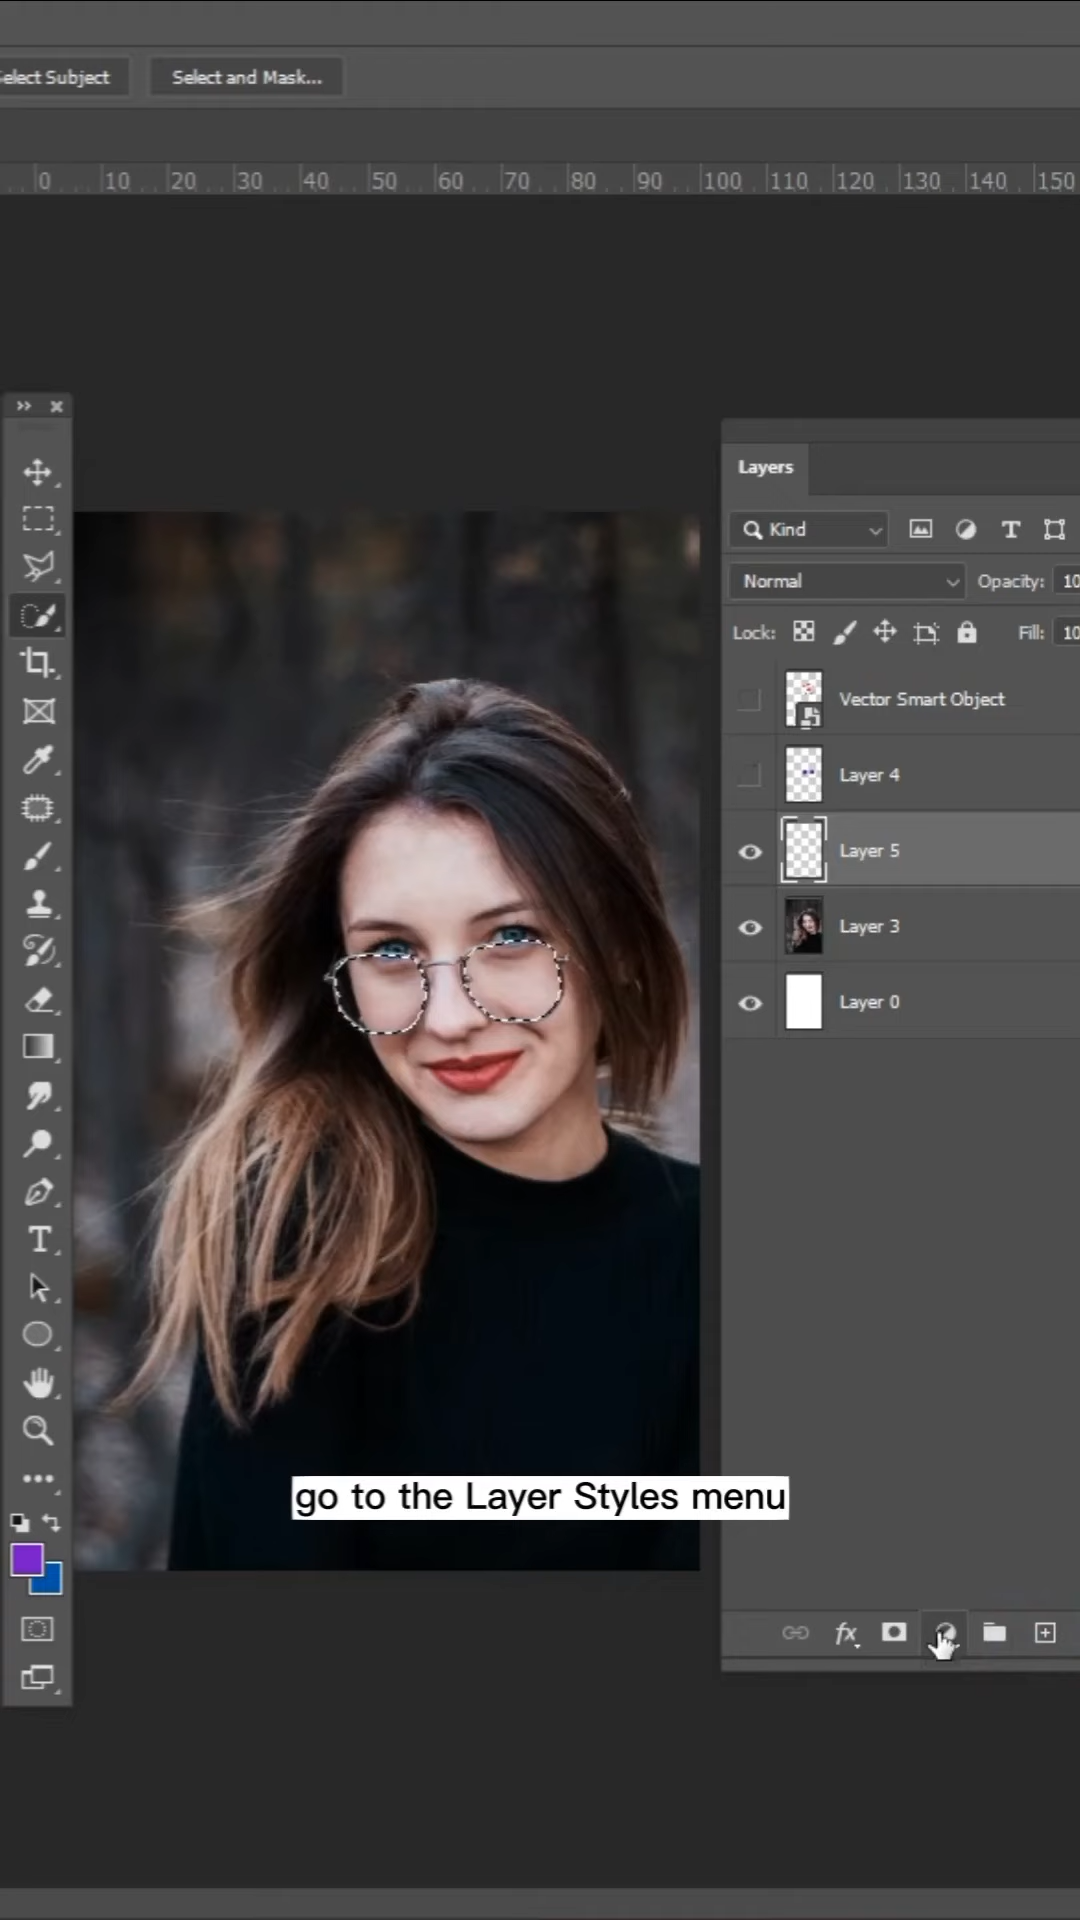 Select Subject
Select and Mask...
0 10 20 30 40 50 60 70 80 90 100 110 120 130 140 150
Layers
Kind
Normal
Opacity:
Lock:
Fill:
Vector Smart Object
Layer 4
Layer 5
Layer 3
Layer 0
go to the Layer Styles menu
fx